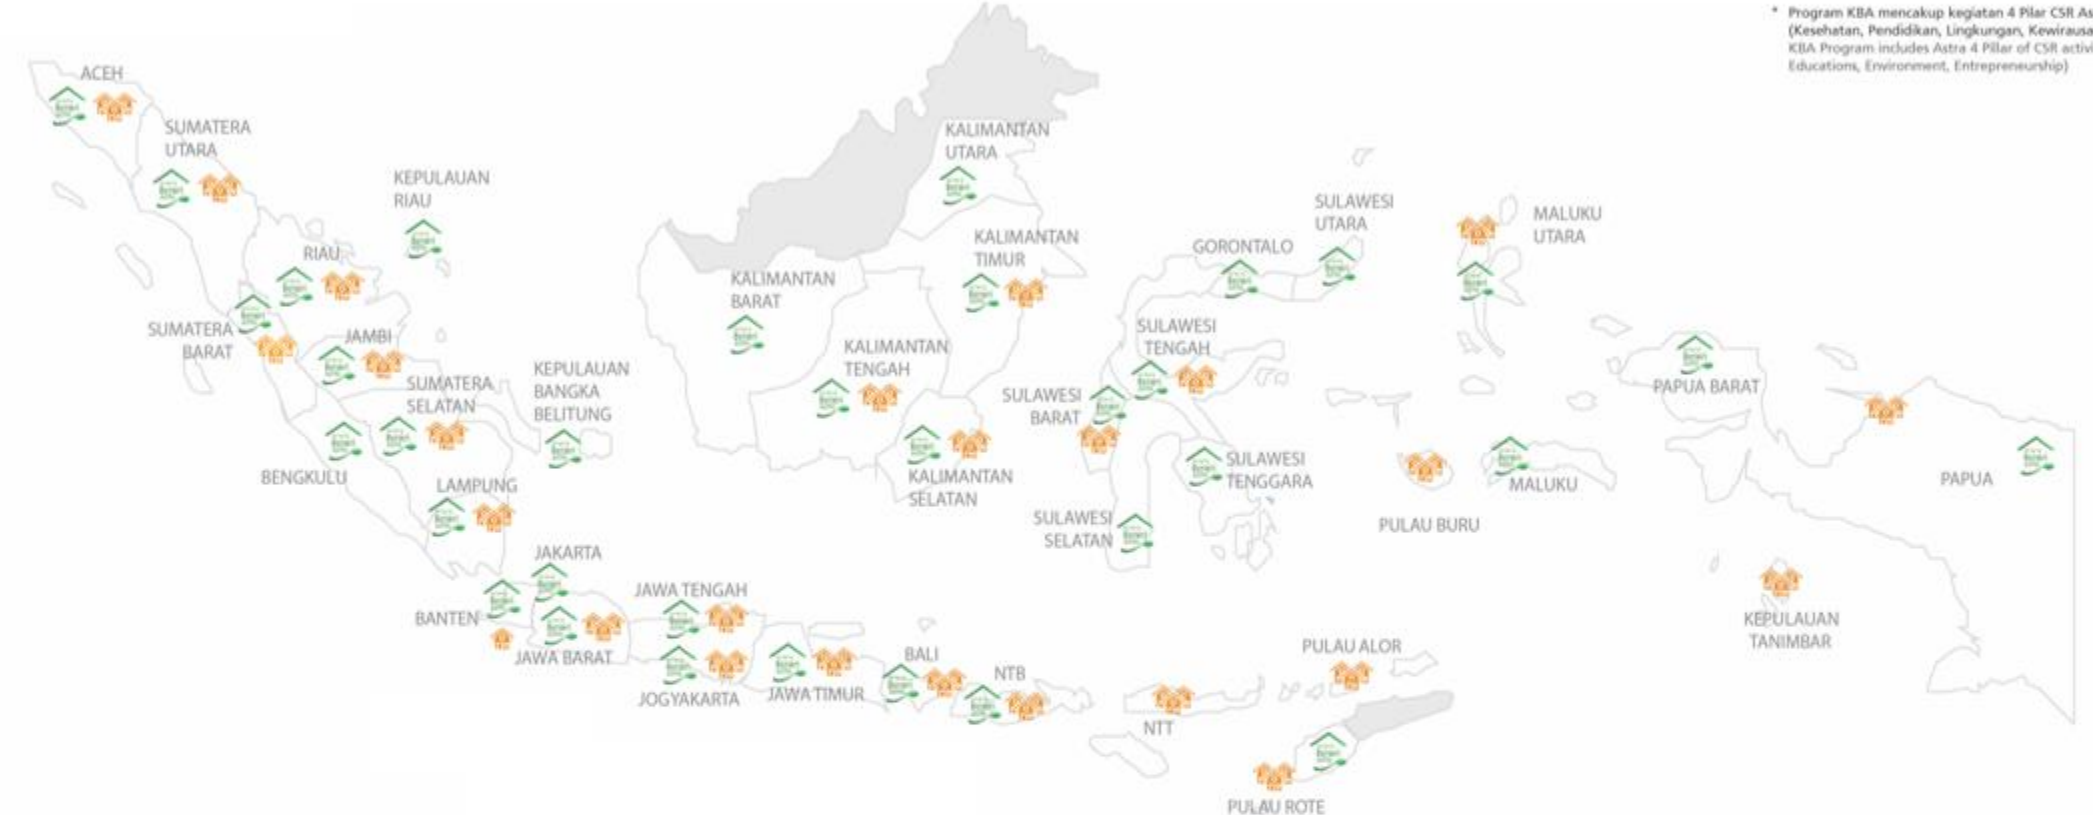 * Program KBA mencakup kegiatan 4 Pilar CSR As
(Kesehatan, Pendidikan, Lingkungan, Kewirausa
KBA Program includes Astra 4 Pillar of CSR activi
Educations, Environment, Entrepreneurship)
ACEH
SUMATERA
UTARA
KEPULAUAN
RIAU
RIAU
SUMATERA
BARAT
JAMBI
SUMATERA
SELATAN
KEPULAUAN
BANGKA
BELITUNG
BENGKULU
LAMPUNG
JAKARTA
BANTEN
JAWA BARAT
JAWA TENGAH
JOGYAKARTA
JAWA TIMUR
BALI
NTB
NTT
PULAU ALOR
PULAU ROTE
KALIMANTAN
UTARA
KALIMANTAN
TIMUR
KALIMANTAN
BARAT
KALIMANTAN
TENGAH
KALIMANTAN
SELATAN
GORONTALO
SULAWESI
UTARA
SULAWESI
TENGAH
SULAWESI
BARAT
SULAWESI
TENGGARA
SULAWESI
SELATAN
MALUKU
UTARA
PULAU BURU
MALUKU
PAPUA BARAT
PAPUA
KEPULAUAN
TANIMBAR